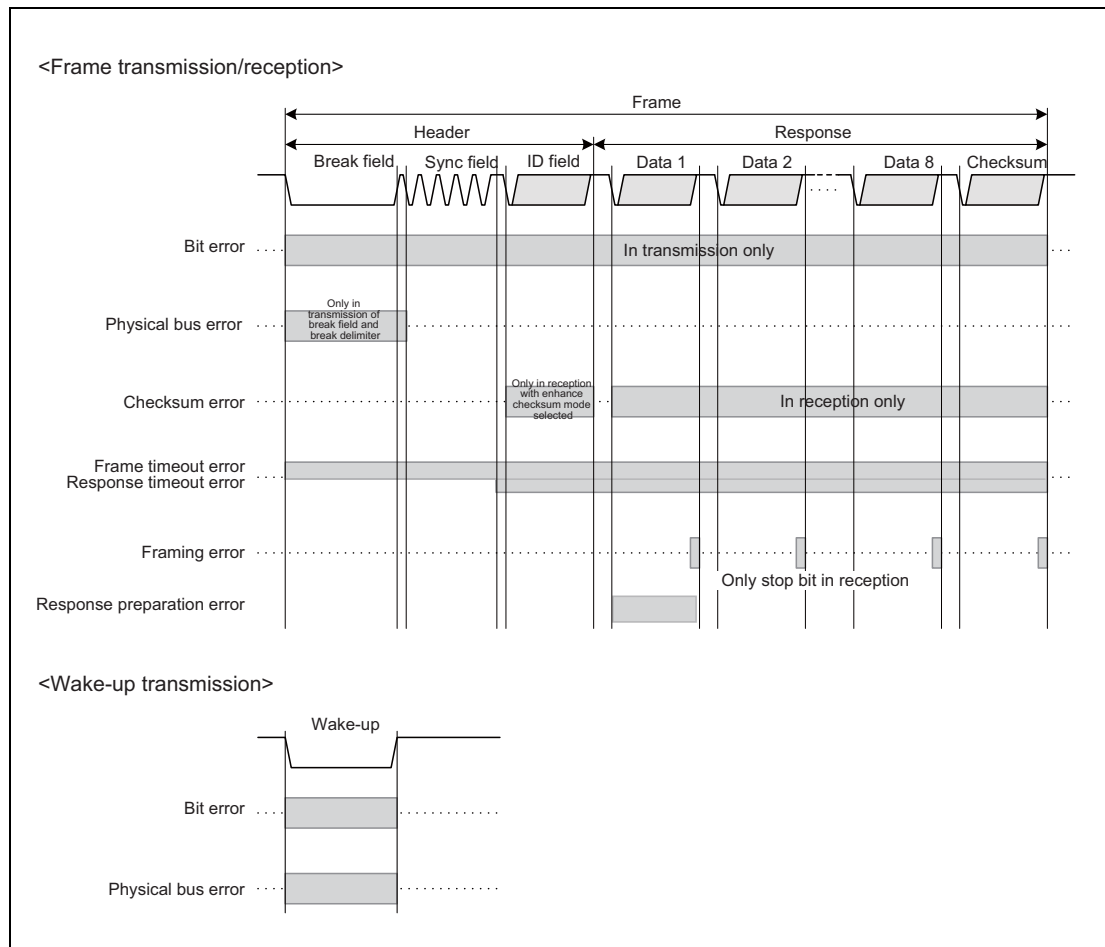 <Frame transmission/reception>
Frame
Header
Response
Break field
Sync field
ID field
Data 1
Data 2
Data 8
Checksum
Bit error
In transmission only
Physical bus error
Only in
transmission of
break field and
break delimiter
Checksum error
Only in reception
with enhance
checksum mode
selected
In reception only
Frame timeout error
Response timeout error
Framing error
Only stop bit in reception
Response preparation error
<Wake-up transmission>
Wake-up
Bit error
Physical bus error